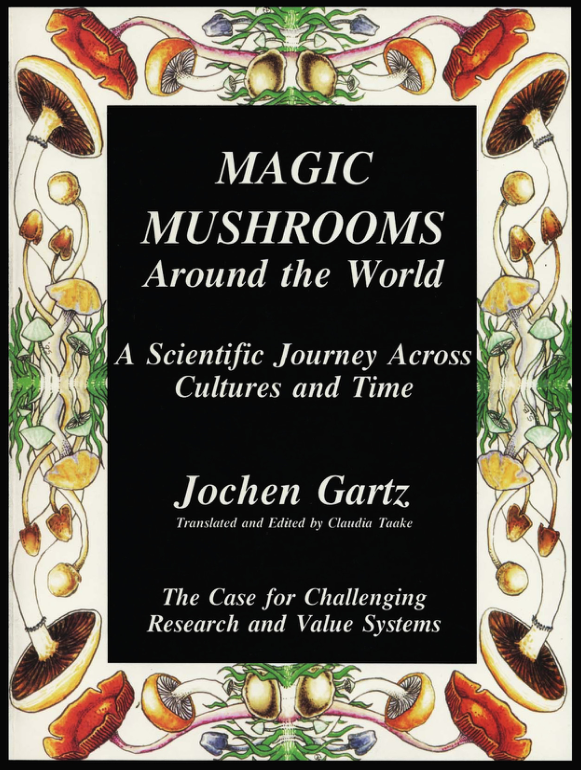 MAGIC
MUSHROOMS
Around the World
A Scientific Journey Across
Cultures and Time
Jochen Gartz
Translated and Edited by Claudia Taake
The Case for Challenging
Research and Value Systems